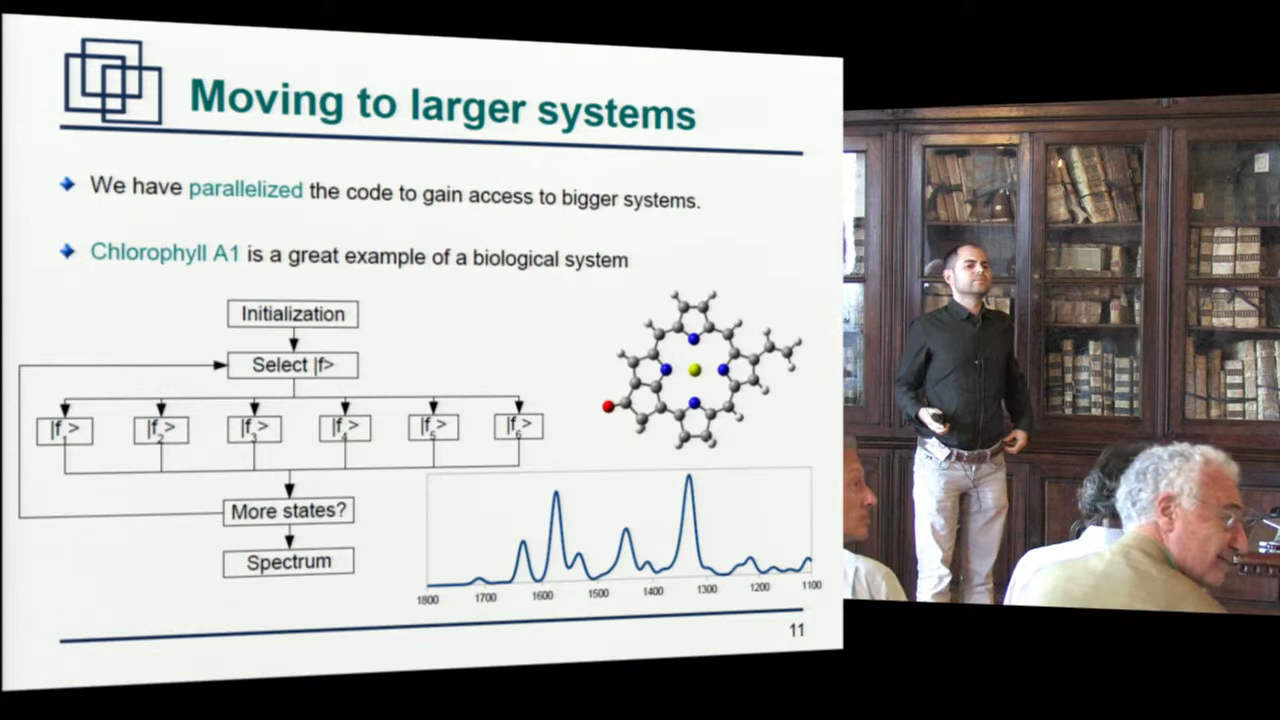 Moving to larger systems
We have parallelized the code to gain access to bigger systems.
Chlorophyll A1 is a great example of a biological system
Initialization
Select |f>
|f1> |f2> |f3> |f4> |f5> |f6>
More states?
Spectrum
1800 1700 1600 1500 1400 1300 1200 1100
11